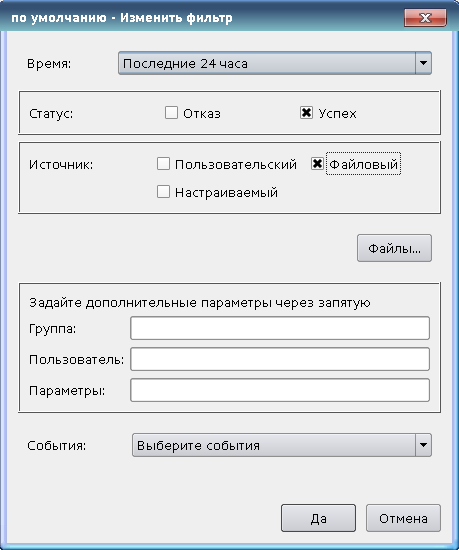 по умолчанию - Изменить фильтр
Время: Последние 24 часа
Статус: Отказ Успех
Источник: Пользовательский Файловый
Настраиваемый
Файлы...
Задайте дополнительные параметры через запятую
Группа:
Пользователь:
Параметры:
События: Выберите события
Да Отмена